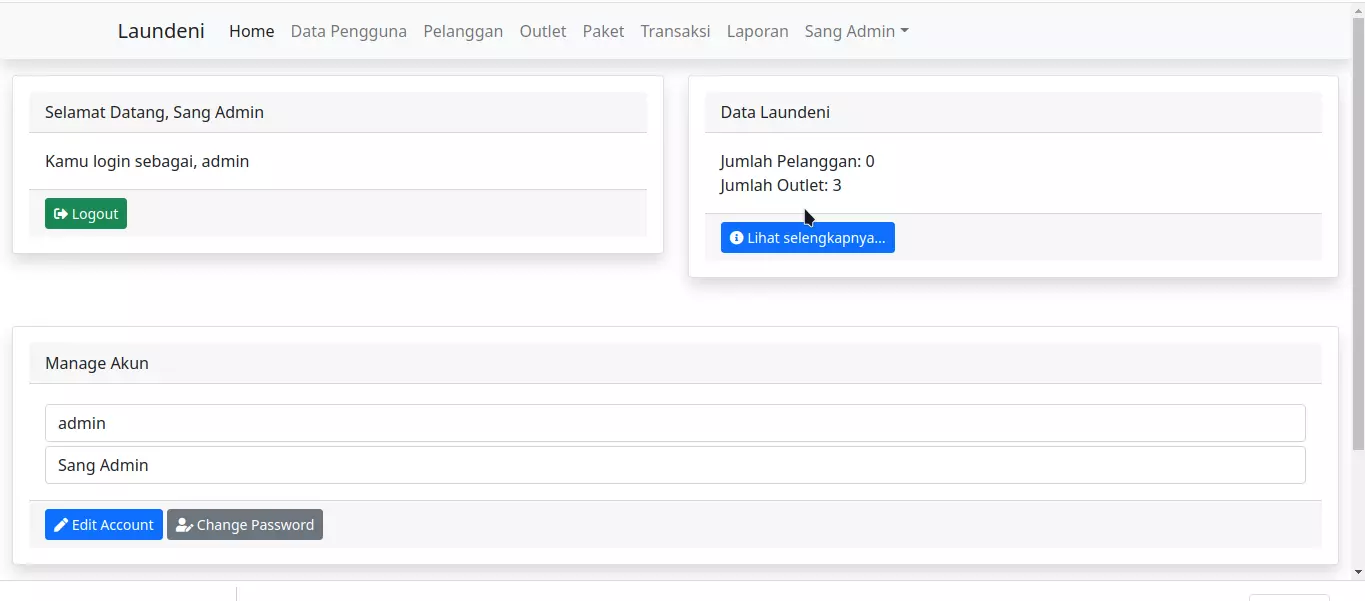 Laundeni Home Data Pengguna Pelanggan Outlet Paket Transaksi Laporan Sang Admin
Selamat Datang, Sang Admin
Kamu login sebagai, admin
Logout
Data Laundeni
Jumlah Pelanggan: 0
Jumlah Outlet: 3
Lihat selengkapnya...
Manage Akun
admin
Sang Admin
Edit Account Change Password